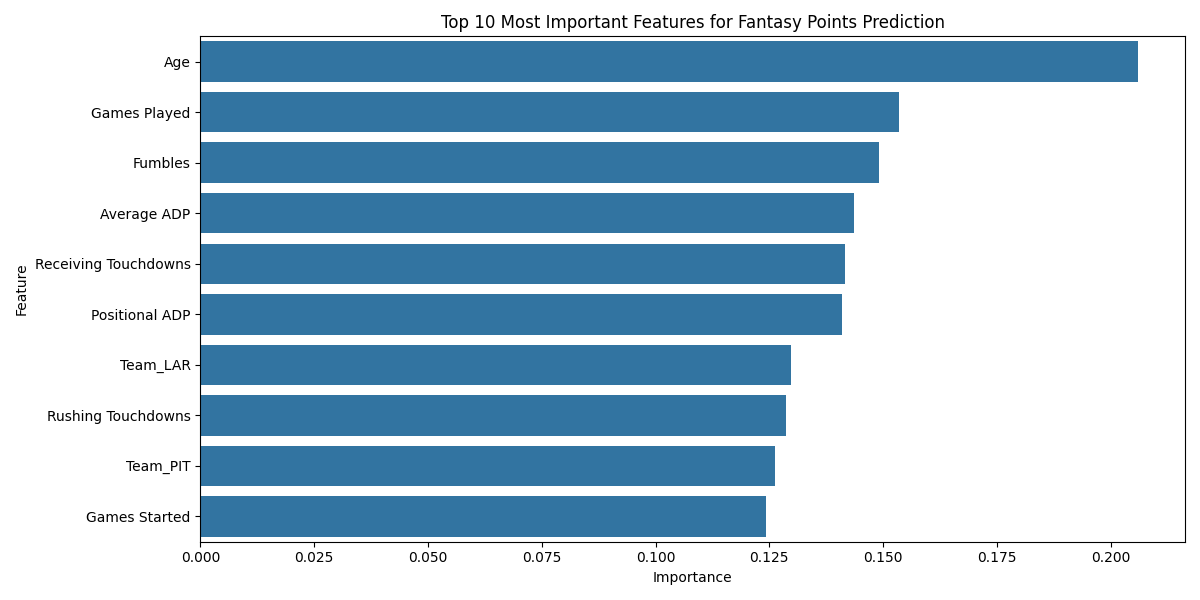 Top 10 Most Important Features for Fantasy Points Prediction
Feature
Age
Games Played
Fumbles
Average ADP
Receiving Touchdowns
Positional ADP
Team_LAR
Rushing Touchdowns
Team_PIT
Games Started
0.000 0.025 0.050 0.075 0.100 0.125 0.150 0.175 0.200
Importance